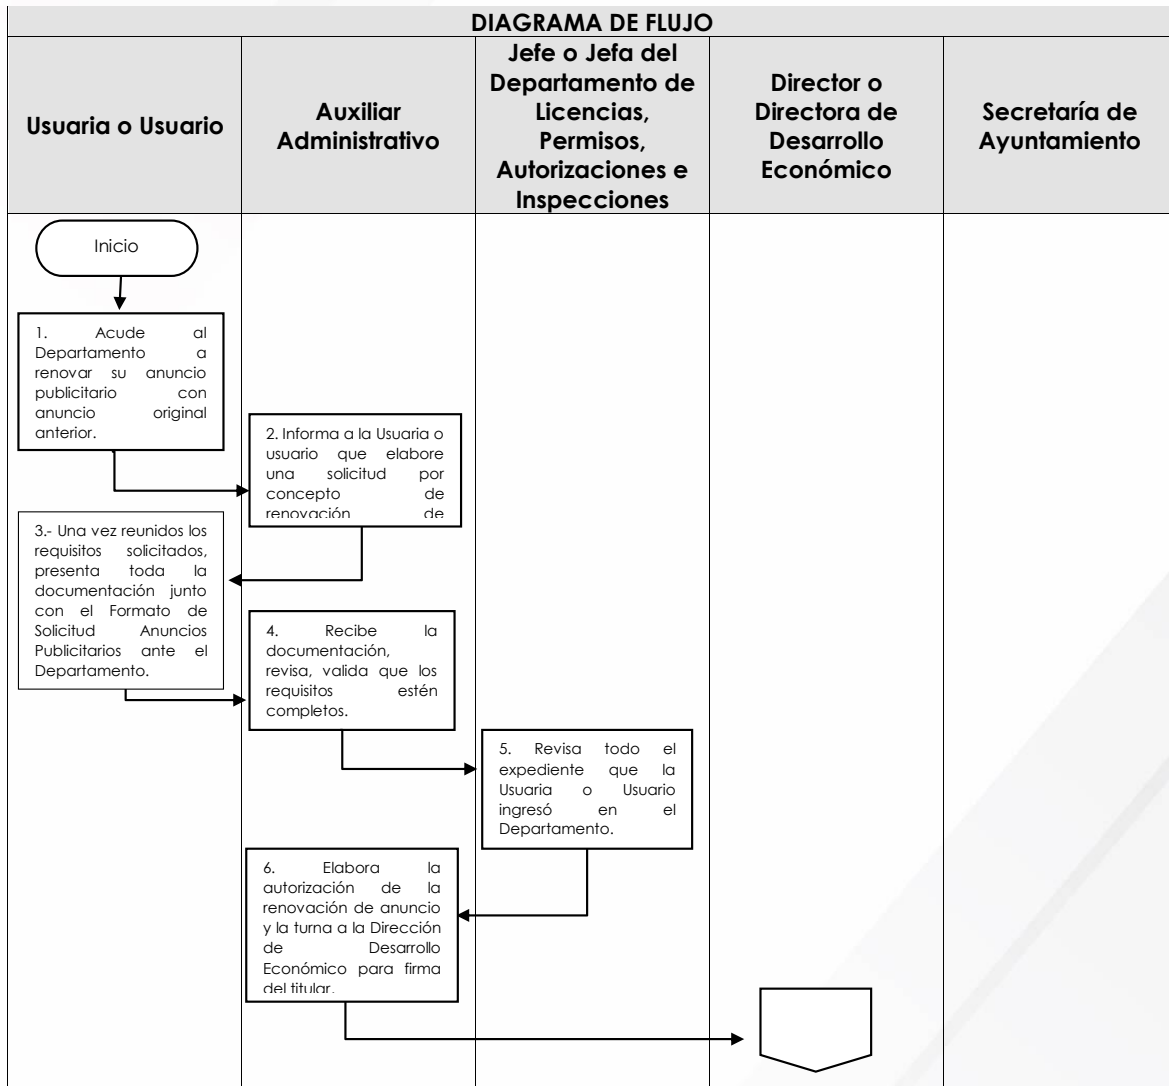 DIAGRAMA DE FLUJO
Usuaria o Usuario
Auxiliar
Administrativo
Jefe o Jefa del
Departamento de
Licencias,
Permisos,
Autorizaciones e
Inspecciones
Director o
Directora de
Desarrollo
Económico
Secretaría de
Ayuntamiento
Inicio
1. Acude al
Departamento a
renovar su anuncio
publicitario con
anuncio original
anterior.
2. Informa a la Usuaria o
usuario que elabore
una solicitud por
concepto de
renovación de
3.- Una vez reunidos los
requisitos solicitados,
presenta toda la
documentación junto
con el Formato de
Solicitud Anuncios
Publicitarios ante el
Departamento.
4. Recibe la
documentación,
revisa, valida que los
requisitos estén
completos.
5. Revisa todo el
expediente que la
Usuaria o Usuario
ingresó en el
Departamento.
6. Elabora la
autorización de la
renovación de anuncio
y la turna a la Dirección
de Desarrollo
Económico para firma
del titular.